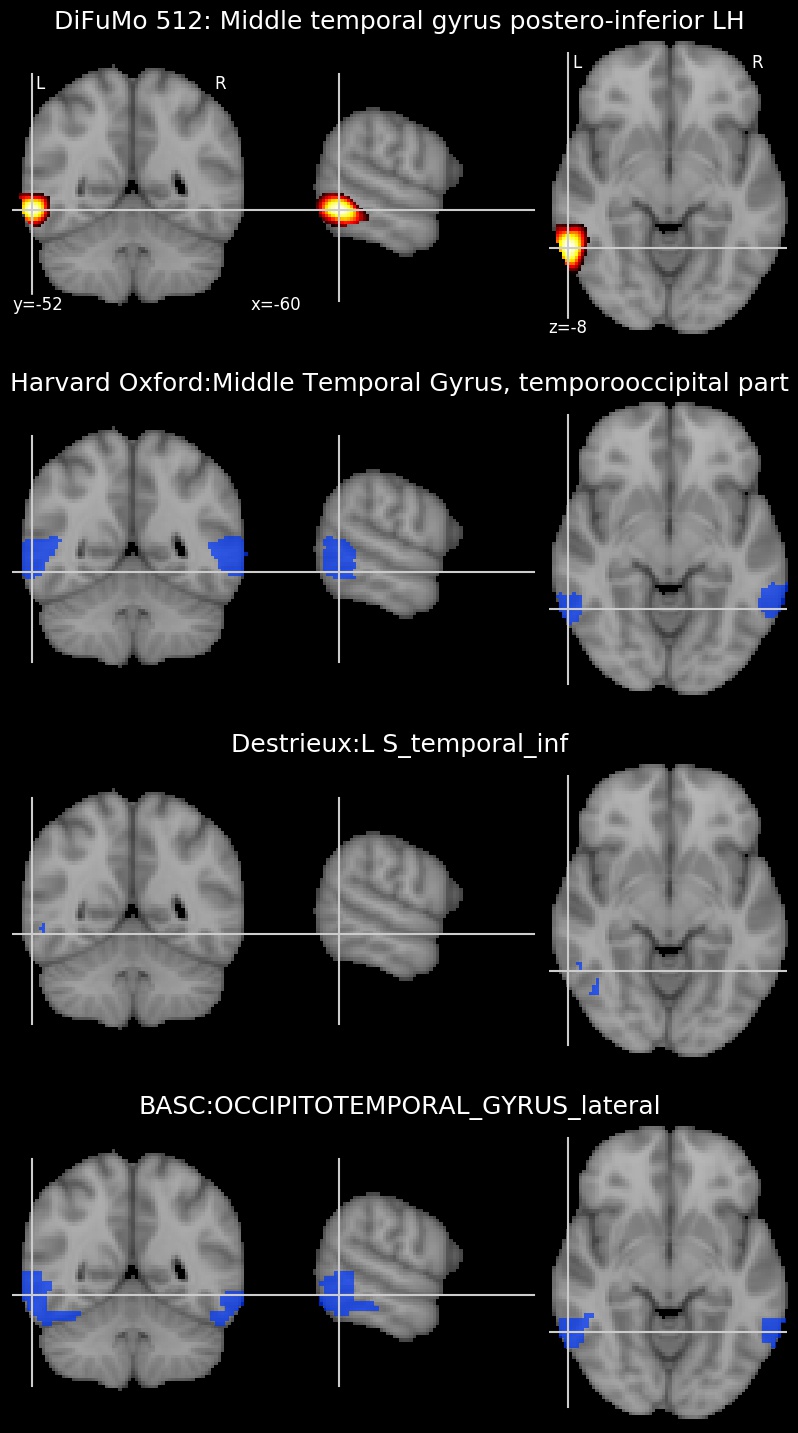 DiFuMo 512: Middle temporal gyrus postero-inferior LH
L R L R
y=-52 x=-60 z=-8
Harvard Oxford:Middle Temporal Gyrus, temporooccipital part
Destrieux:L S_temporal_inf
BASC:OCCIPITOTEMPORAL_GYRUS_lateral